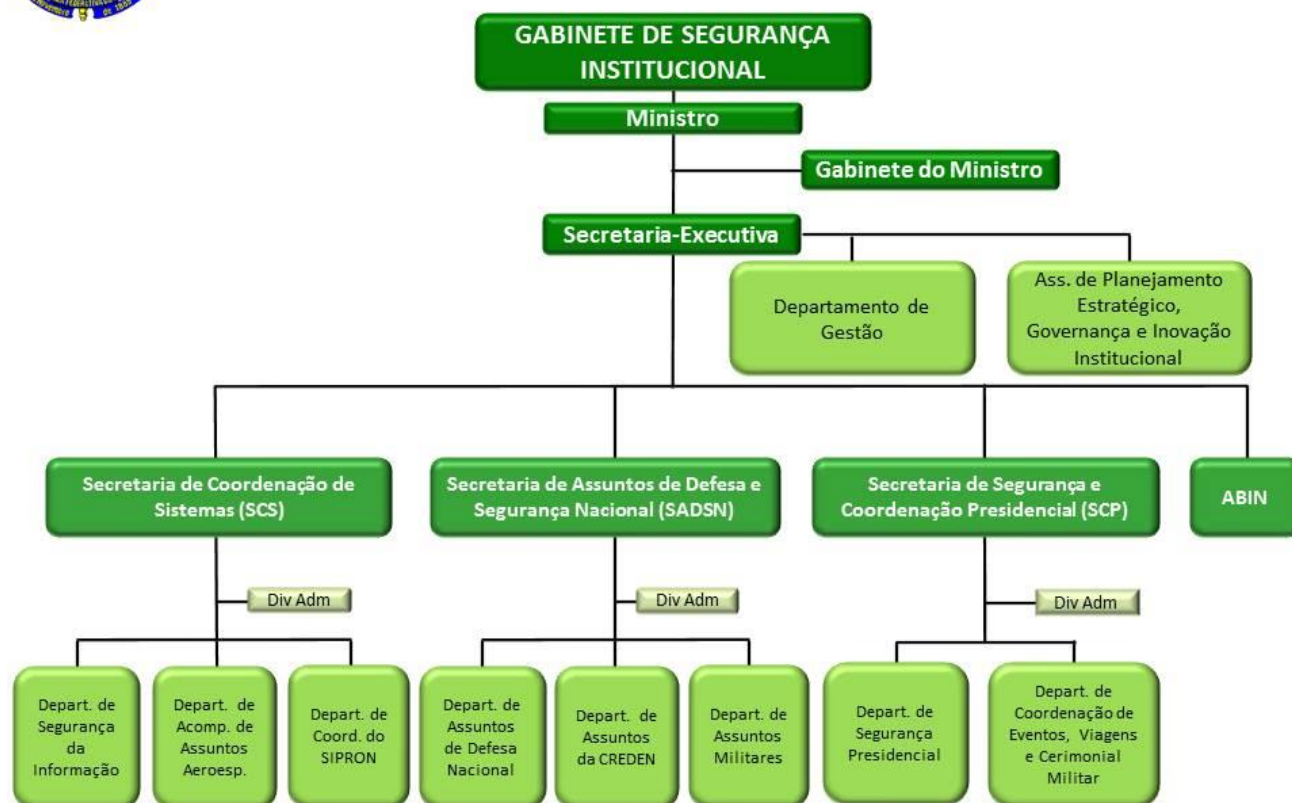 de 1889
GABINETE DE SEGURANÇA
INSTITUCIONAL
Ministro
Gabinete do Ministro
Secretaria-Executiva
Departamento de
Gestão
Ass. de Planejamento
Estratégico,
Governança e Inovação
Institucional
Secretaria de Coordenação de
Sistemas (SCS)
Secretaria de Assuntos de Defesa e
Segurança Nacional (SADSN)
Secretaria de Segurança e
Coordenação Presidencial (SCP)
ABIN
Div Adm
Div Adm
Div Adm
Depart. de
Segurança
da
Informação
Depart. de
Acomp. de
Assuntos
Aeroesp.
Depart. de
Coord. do
SIPRON
Depart. de
Assuntos
de Defesa
Nacional
Depart. de
Assuntos
da CREDEN
Depart. de
Assuntos
Militares
Depart. de
Segurança
Presidencial
Depart. de
Coordenação de
Eventos, Viagens
e Cerimonial
Militar